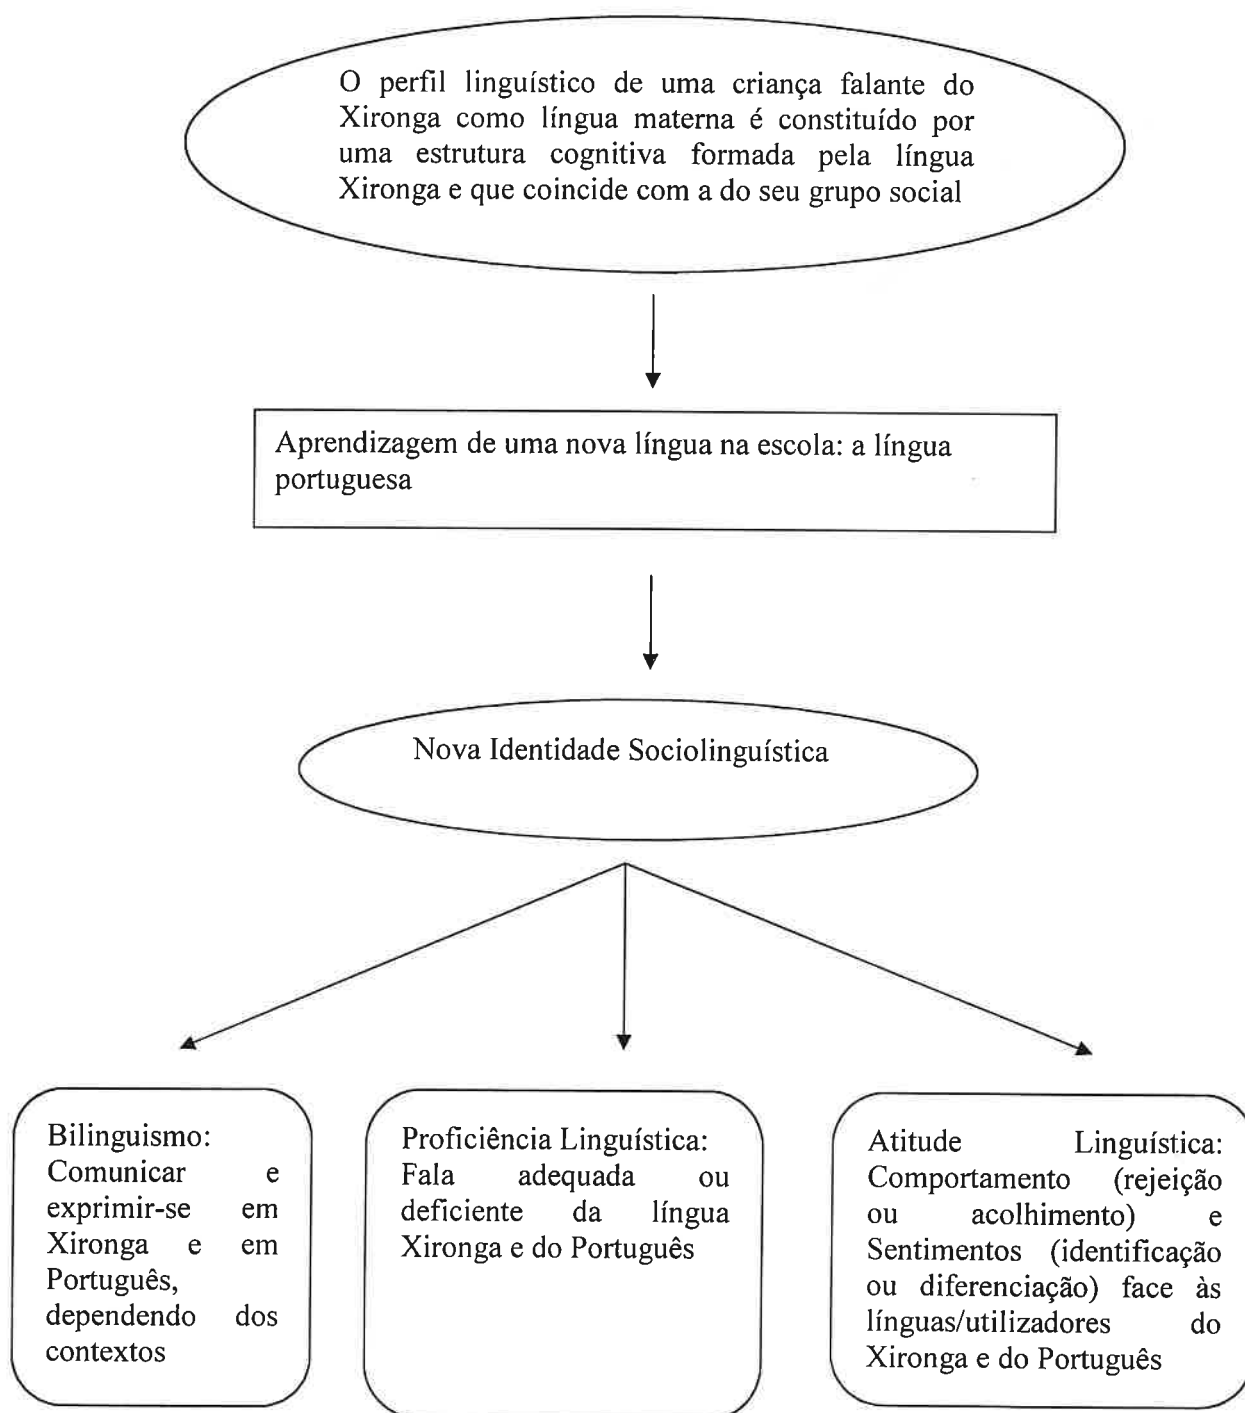 O perfil linguístico de uma criança falante do
Xironga como língua materna é constituído por
uma estrutura cognitiva formada pela língua
Xironga e que coincide com a do seu grupo social
Aprendizagem de uma nova língua na escola: a língua
portuguesa
Nova Identidade Sociolinguística
Bilinguismo:
Comunicar e
exprimir-se em
Xironga e em
Português,
dependendo dos
contextos
Proficiência Linguística:
Fala adequada ou
deficiente da língua
Xironga e do Português
Atitude Linguística:
Comportamento (rejeição
ou acolhimento) e
Sentimentos (identificação
ou diferenciação) face às
línguas/utilizadores do
Xironga e do Português